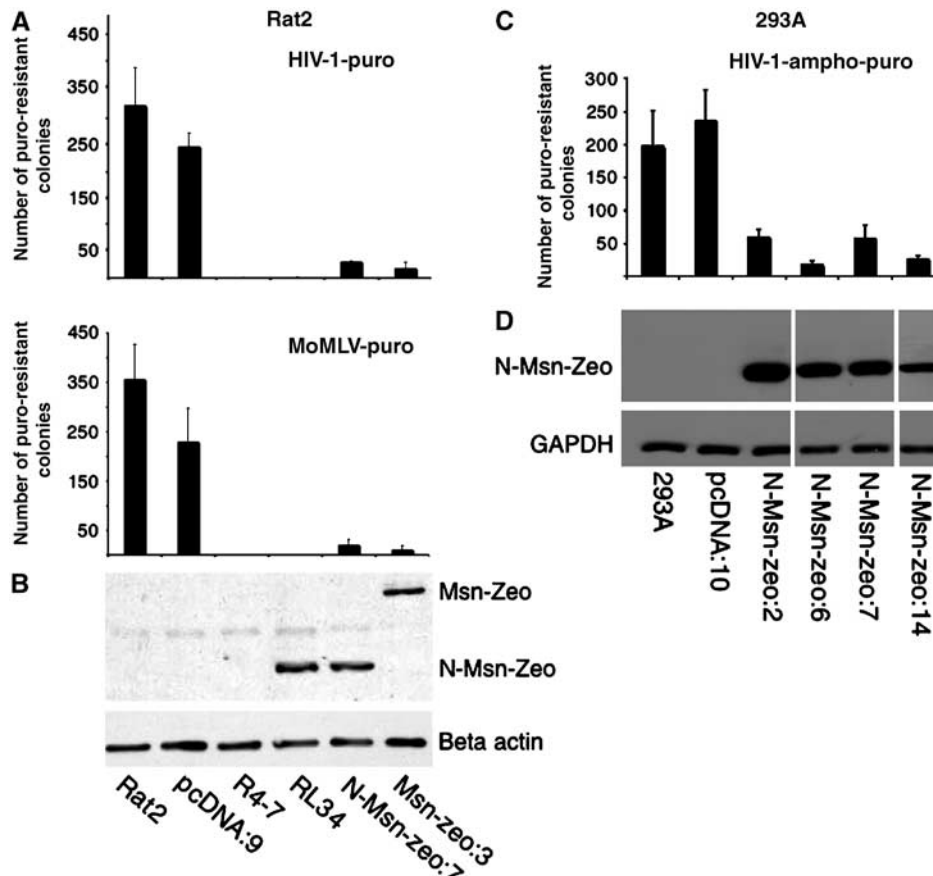 A
Rat2
HIV-1-puro
Number of puro-resistant
colonies
450
350
250
150
50
MoMLV-puro
Number of puro-resistant
colonies
450
350
250
150
50
B
Msn-Zeo
N-Msn-Zeo
Beta actin
Rat2
pcDNA:9
R4-7
RL34
N-Msn-zeo:7
Msn-zeo:3
C
293A
HIV-1-ampho-puro
Number of puro-resistant
colonies
300
250
200
150
100
50
D
N-Msn-Zeo
GAPDH
293A
pcDNA:10
N-Msn-zeo:2
N-Msn-zeo:6
N-Msn-zeo:7
N-Msn-zeo:14